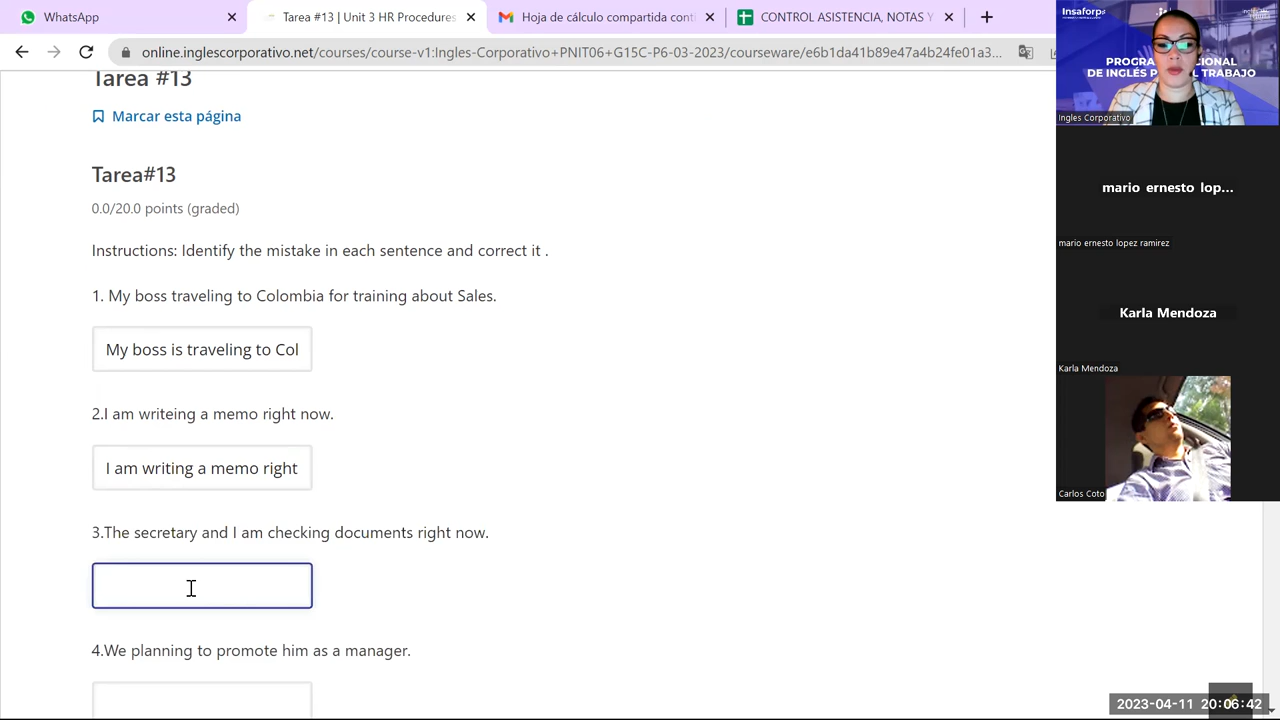 WhatsApp
Tarea #13 | Unit 6 HR Procedures
Hoja de cálculo compartida cont
CONTROL ASISTENCIA, NOTAS Y
online.inglescorporativo.net/courses/course-v1:Ingles-Corporativo+INIT06+G15C-P6-03-2023/courseware/e6b1da41b89e47a4b24fe01a3...
Tarea #13
Marcar esta página
Tarea#13
0.0/20.0 points (graded)
Instructions: Identify the mistake in each sentence and correct it .
1. My boss traveling to Colombia for training about Sales.
My boss is traveling to Col
2.I am writeing a memo right now.
I am writing a memo right
3.The secretary and I am checking documents right now.
4.We planning to promote him as a manager.
Insaforp
DE INGLÉS P
L TRABAJO
Ingles Corporativo
mario ernesto lop...
mario ernesto lopez ramirez
Karla Mendoza
Karla Mendoza
Carlos Coto
2023-04-11 20:06:42